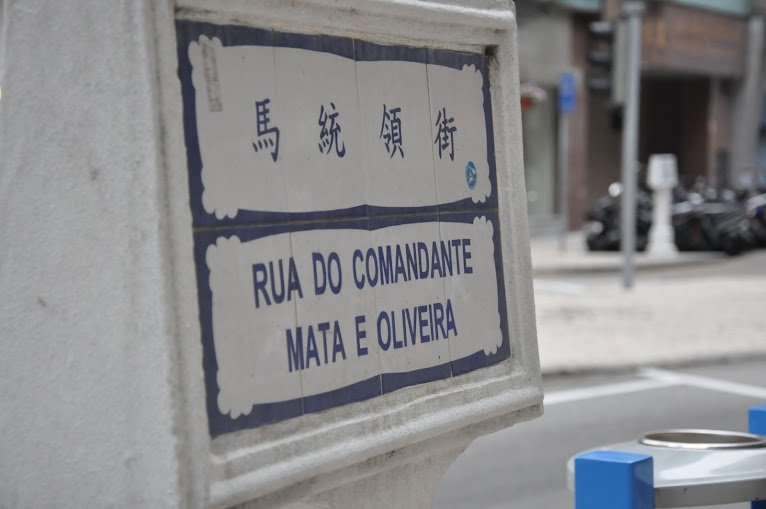 馬統領街
RUA DO COMANDANTE
MATA E OLIVEIRA